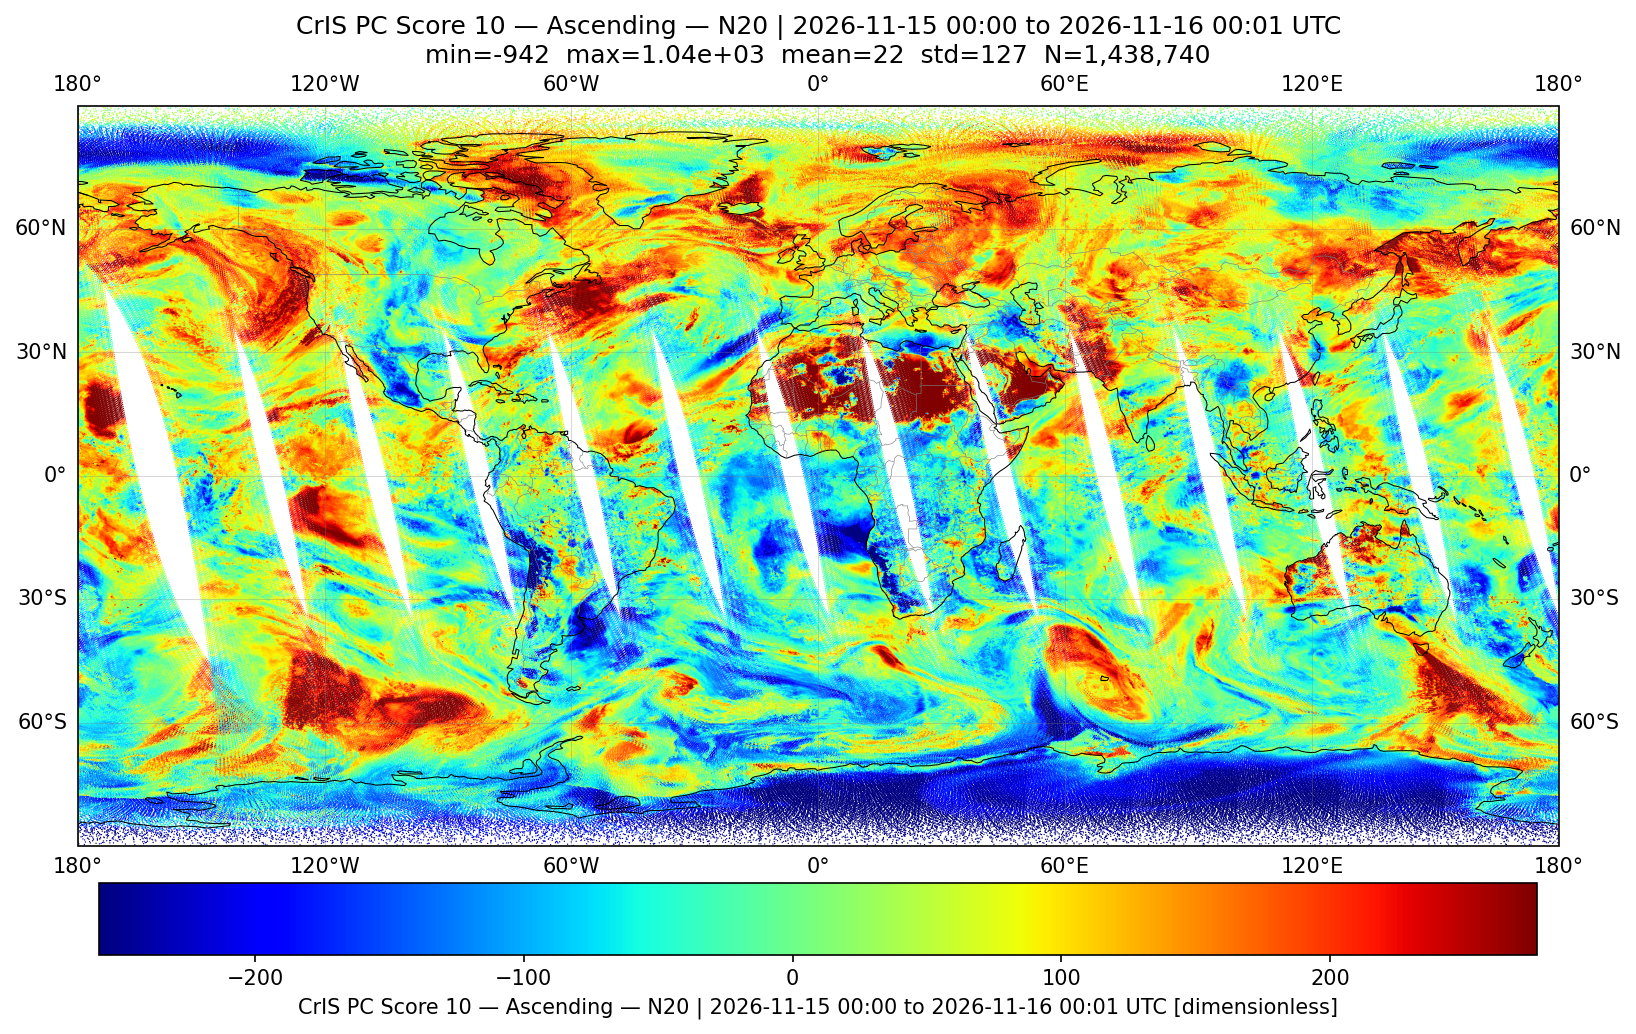 CrIS PC Score 10 — Ascending — N20 | 2026-11-15 00:00 to 2026-11-16 00:01 UTC
min=-942 max=1.04e+03 mean=22 std=127 N=1,438,740
180° 120°W 60°W 0° 60°E 120°E 180°
60°N 60°N
30°N 30°N
0° 0°
30°S 30°S
60°S 60°S
180° 120°W 60°W 0° 60°E 120°E 180°
−200 −100 0 100 200
CrIS PC Score 10 — Ascending — N20 | 2026-11-15 00:00 to 2026-11-16 00:01 UTC [dimensionless]